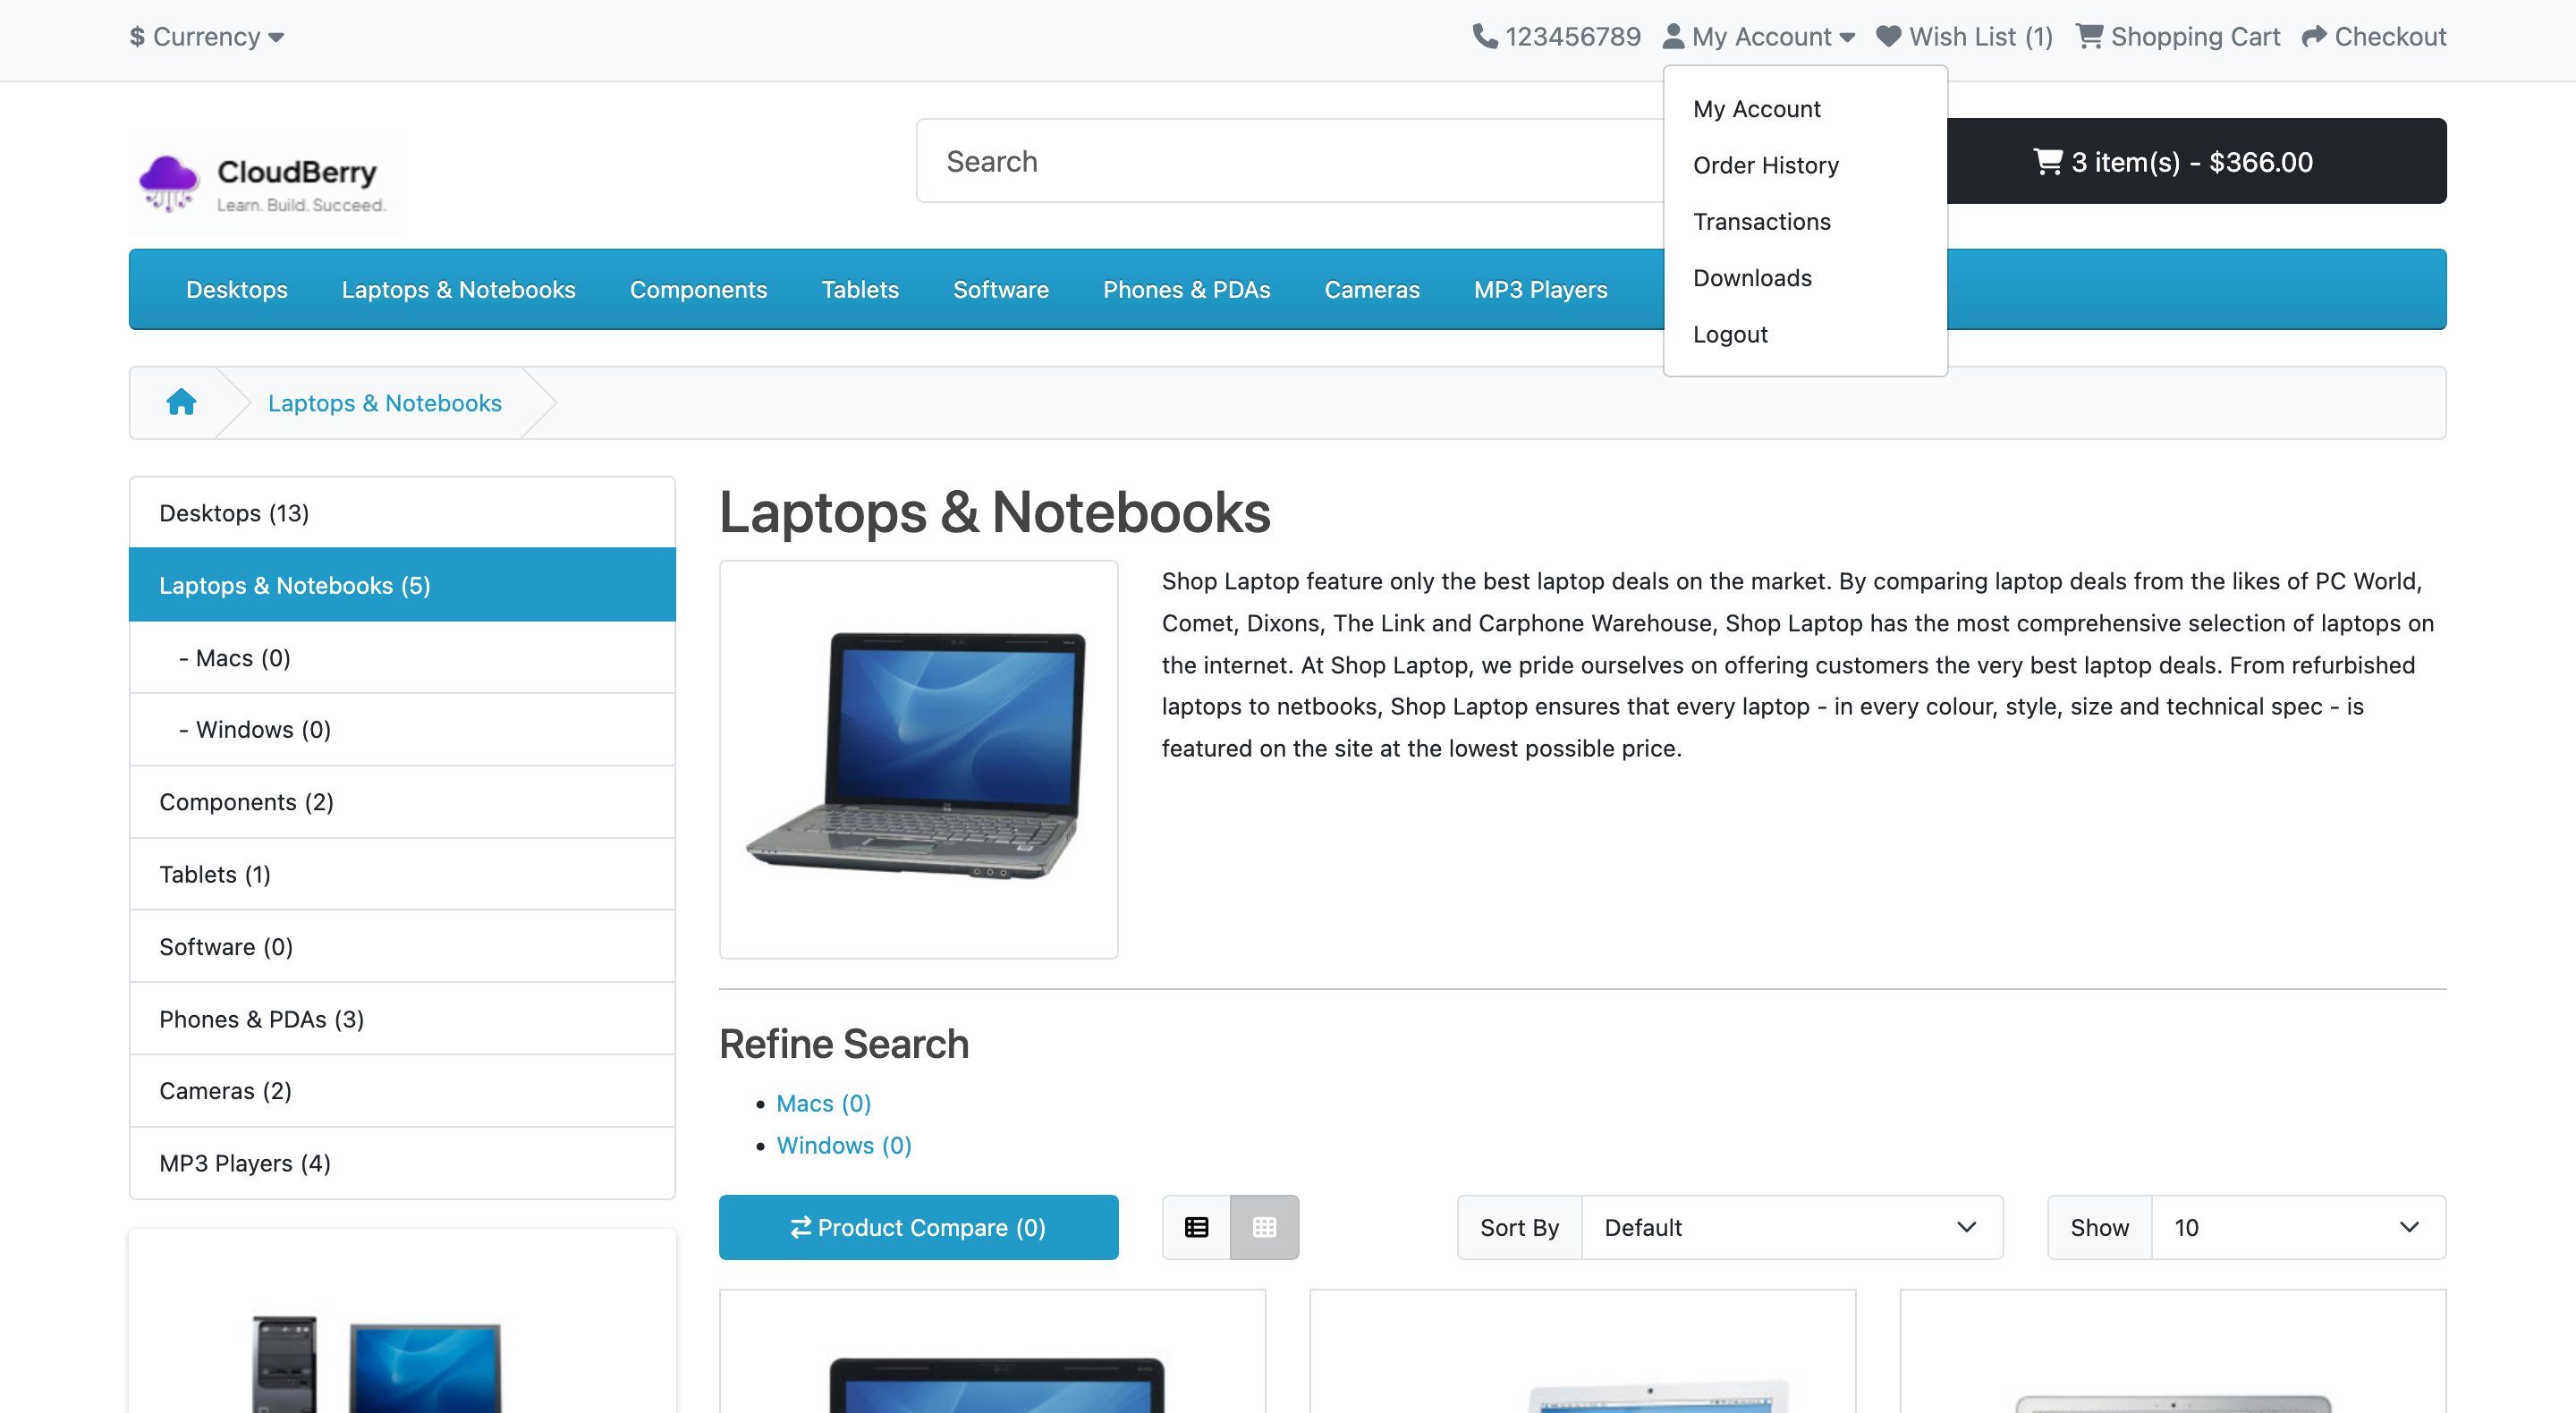 $ Currency
123456789 My Account Wish List (1) Shopping Cart Checkout
My Account
Order History
Transactions
Downloads
Logout
CloudBerry
Learn. Build. Succeed.
Search
3 item(s) - $366.00
Desktops Laptops & Notebooks Components Tablets Software Phones & PDAs Cameras MP3 Players
Laptops & Notebooks
Desktops (13)
Laptops & Notebooks (5)
- Macs (0)
- Windows (0)
Components (2)
Tablets (1)
Software (0)
Phones & PDAs (3)
Cameras (2)
MP3 Players (4)
Laptops & Notebooks
Shop Laptop feature only the best laptop deals on the market. By comparing laptop deals from the likes of PC World,
Comet, Dixons, The Link and Carphone Warehouse, Shop Laptop has the most comprehensive selection of laptops on
the internet. At Shop Laptop, we pride ourselves on offering customers the very best laptop deals. From refurbished
laptops to netbooks, Shop Laptop ensures that every laptop - in every colour, style, size and technical spec - is
featured on the site at the lowest possible price.
Refine Search
Macs (0)
Windows (0)
Product Compare (0)
Sort By Default
Show 10